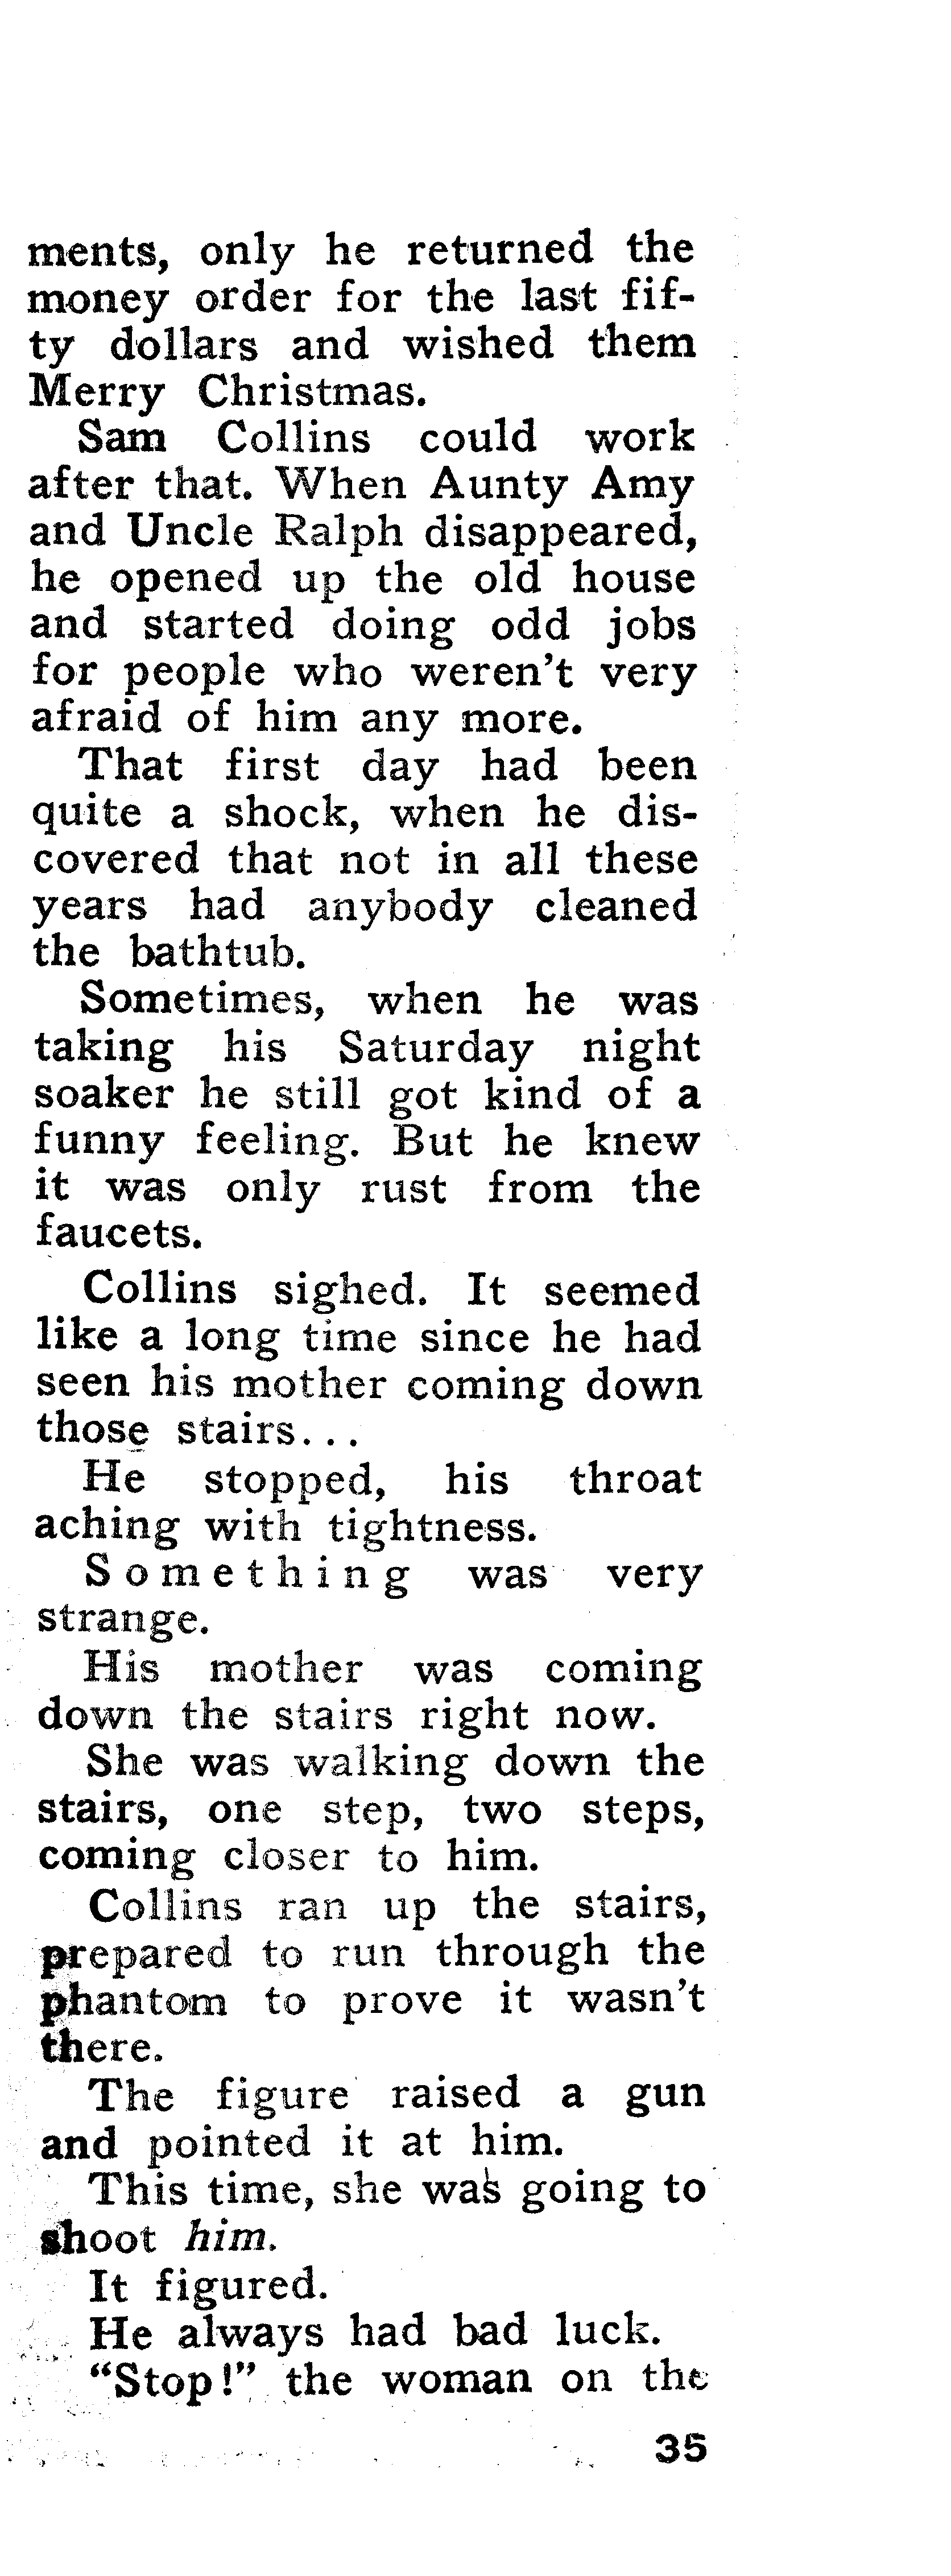 ments, only he returned the
money order for the last fif-
ty dollars and wished them
Merry Christmas.
Sam Collins could work
after that. When Aunty Amy
and Uncle Ralph disappeared,
he opened up the old house
and started doing odd jobs
for people who weren't very
afraid of him any more.
That first day had been
quite a shock, when he dis-
covered that not in all these
years had anybody cleaned
the bathtub.
Sometimes, when he was
taking his Saturday night
soaker he still got kind of a
funny feeling. But he knew
it was only rust from the
faucets.
Collins sighed. It seemed
like a long time since he had
seen his mother coming down
those stairs...
He stopped, his throat
aching with tightness.
Something was very
strange.
His mother was coming
down the stairs right now.
She was walking down the
stairs, one step, two steps,
coming closer to him.
Collins ran up the stairs,
prepared to run through the
phantom to prove it wasn't
there.
The figure raised a gun
and pointed it at him.
This time, she was going to
shoot him.
It figured.
He always had bad luck.
“Stop!” the woman on the
35